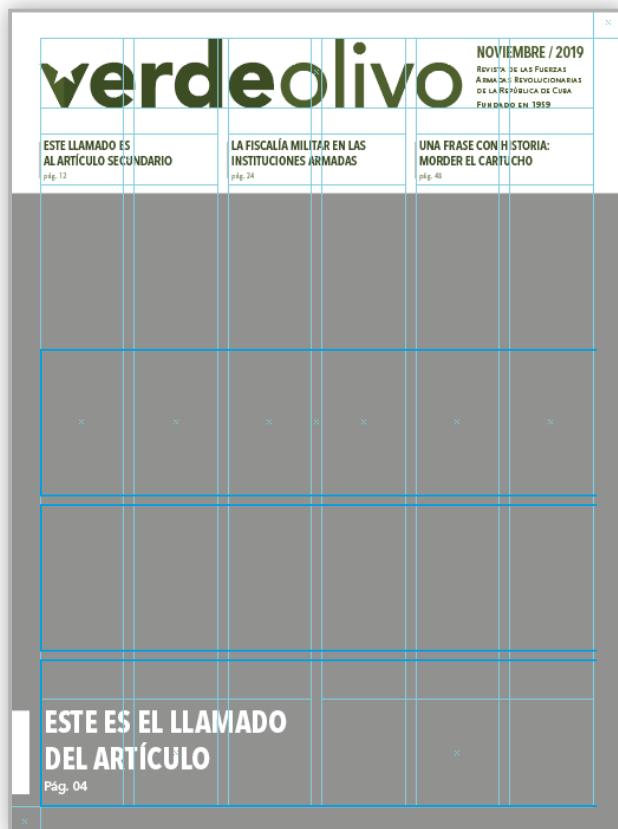 verdeolivo
NOVIEMBRE / 2019
REVISTA DE LAS FUERZAS
ARMADAS REVOLUCIONARIAS
DE LA REPÚBLICA DE CUBA
FUNDADO EN 1959
ESTE LLAMADO ES
AL ARTÍCULO SECUNDARIO
pág. 12
LA FISCALÍA MILITAR EN LAS
INSTITUCIONES ARMADAS
pág. 24
UNA FRASE CON HISTORIA:
MORDER EL CARTUCHO
pág. 48
ESTE ES EL LLAMADO
DEL ARTÍCULO
Pág. 04